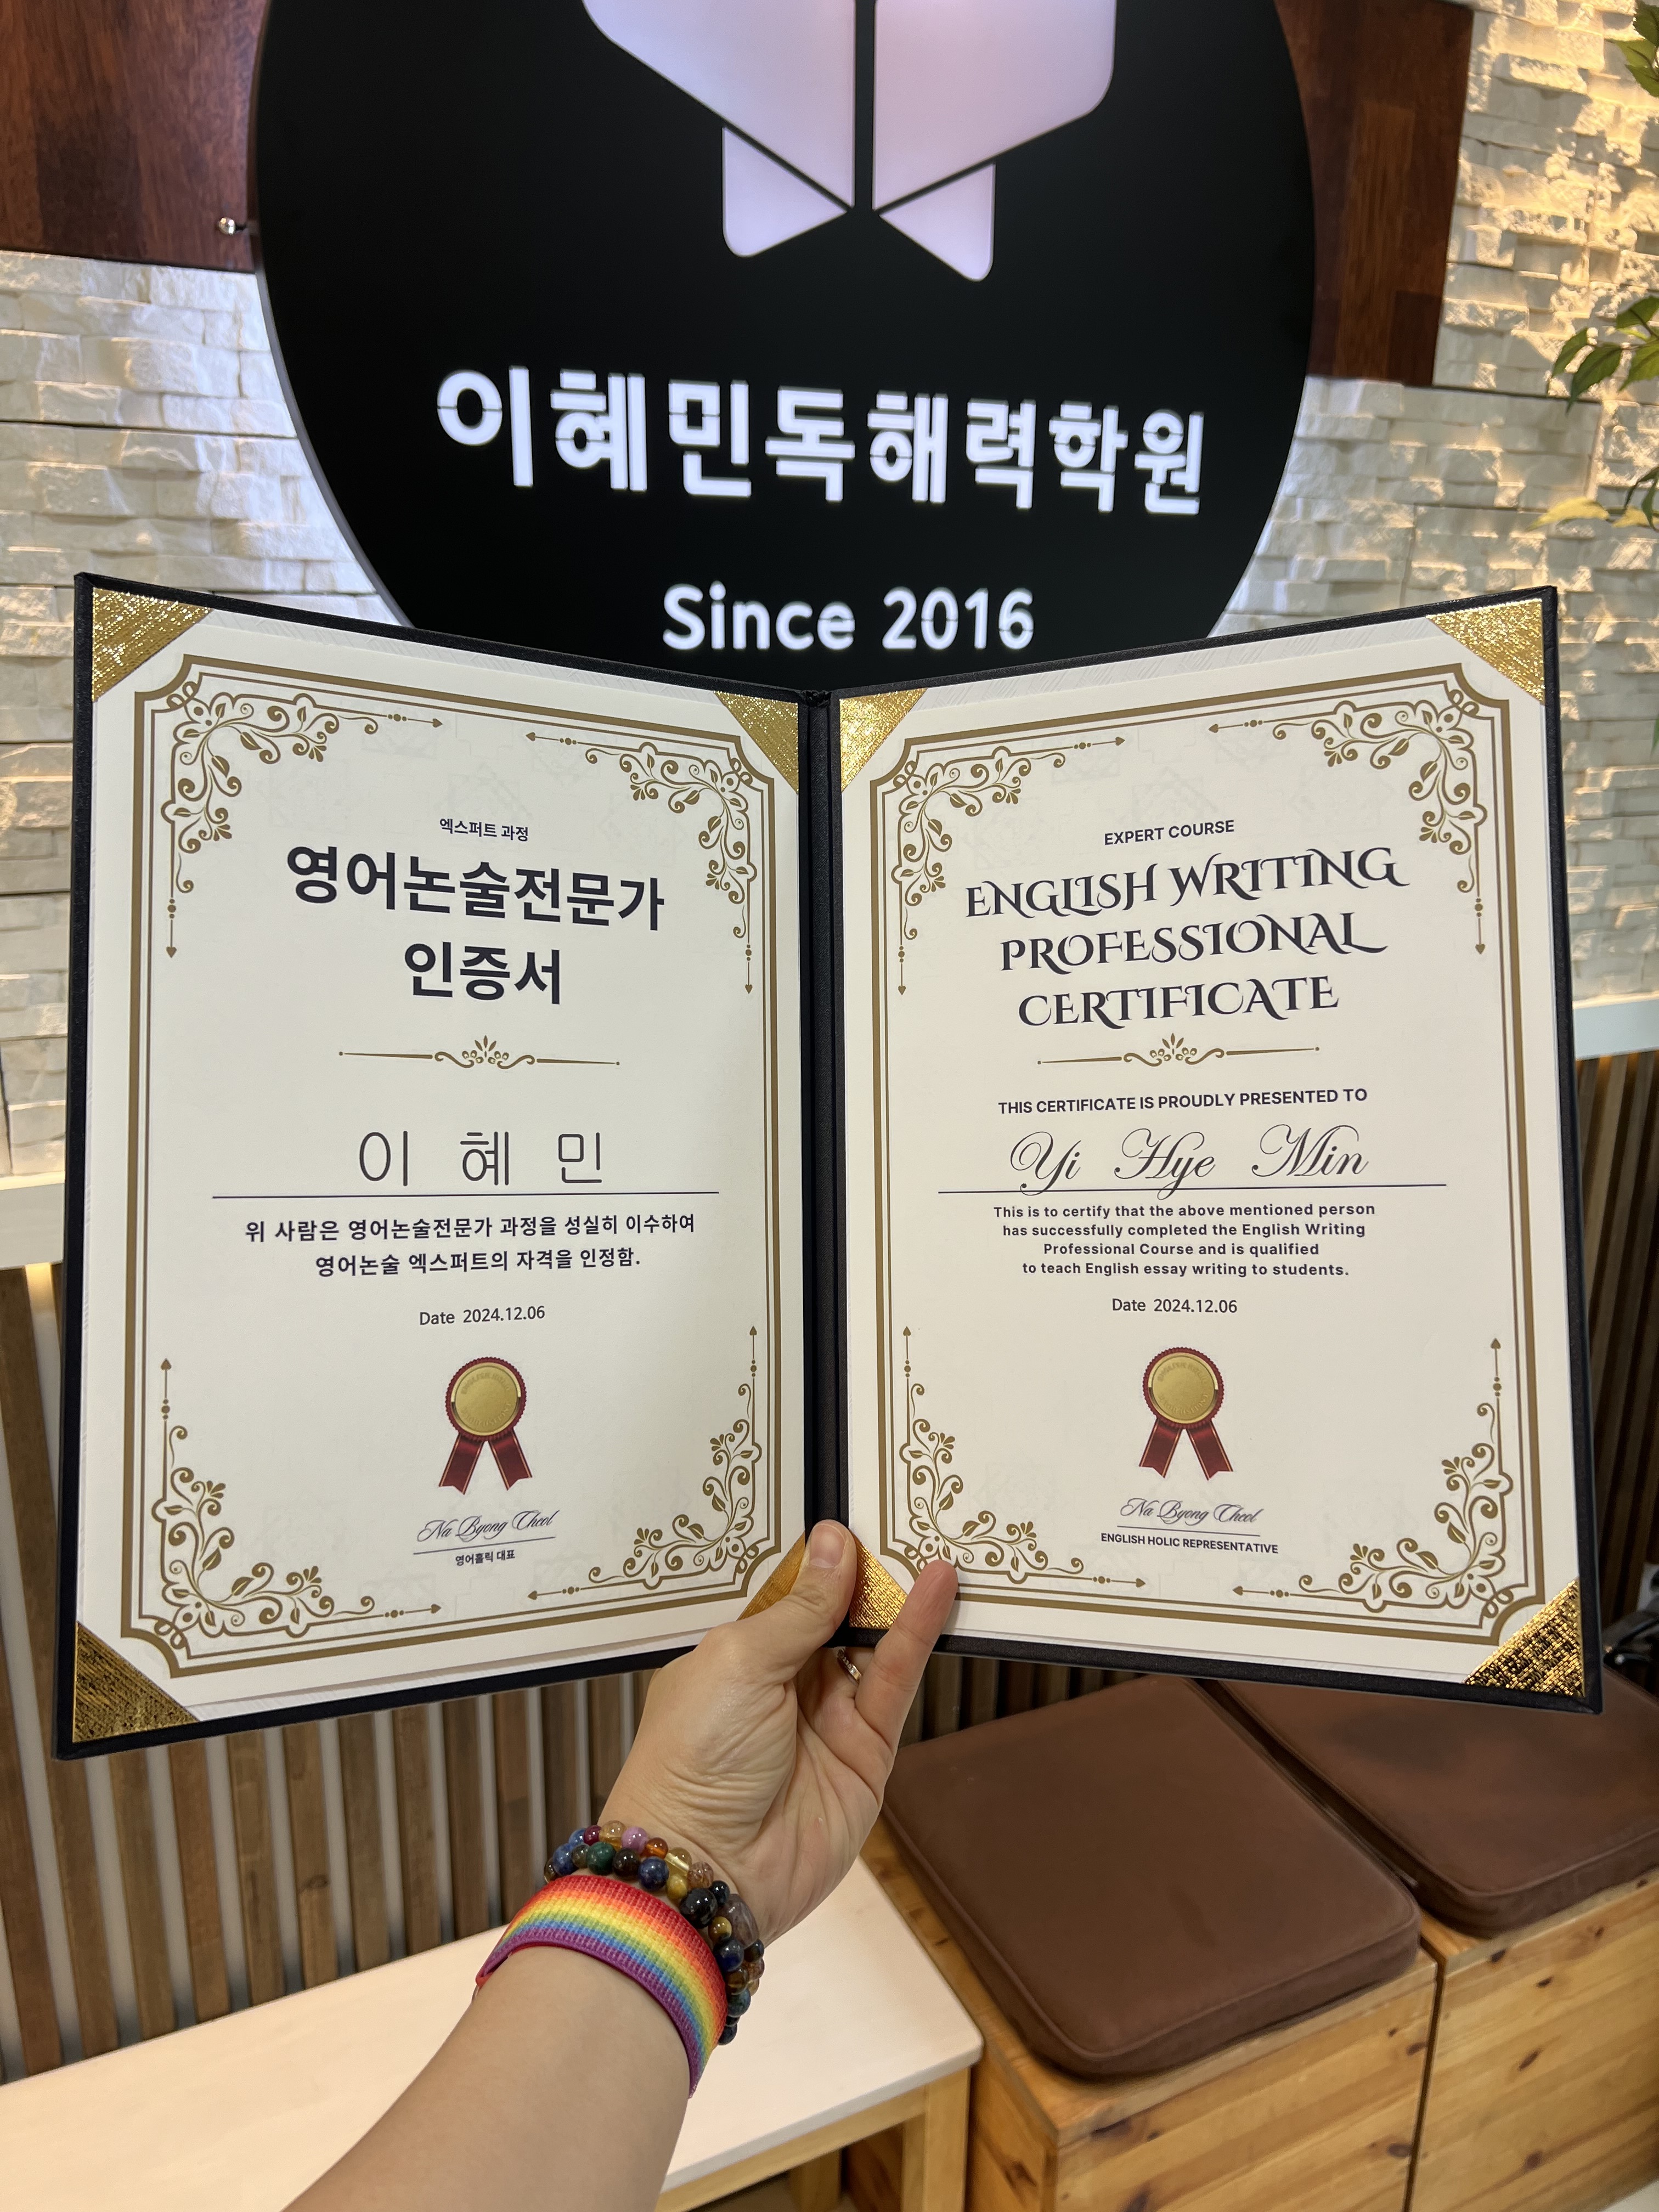 이혜민독해력학원
Since 2016
엑스퍼트 과정
영어논술전문가
인증서
이 혜 민
위 사람은 영어논술전문가 과정을 성실히 이수하여
영어논술 엑스퍼트의 자격을 인정함.
Date 2024.12.06
Na Byong Cheol
영어홀릭 대표
EXPERT COURSE
ENGLISH WRITING
PROFESSIONAL
CERTIFICATE
THIS CERTIFICATE IS PROUDLY PRESENTED TO
Yi Hye Min
This is to certify that the above mentioned person
has successfully completed the English Writing
Professional Course and is qualified
to teach English essay writing to students.
Date 2024.12.06
Na Byong Cheol
ENGLISH HOLIC REPRESENTATIVE